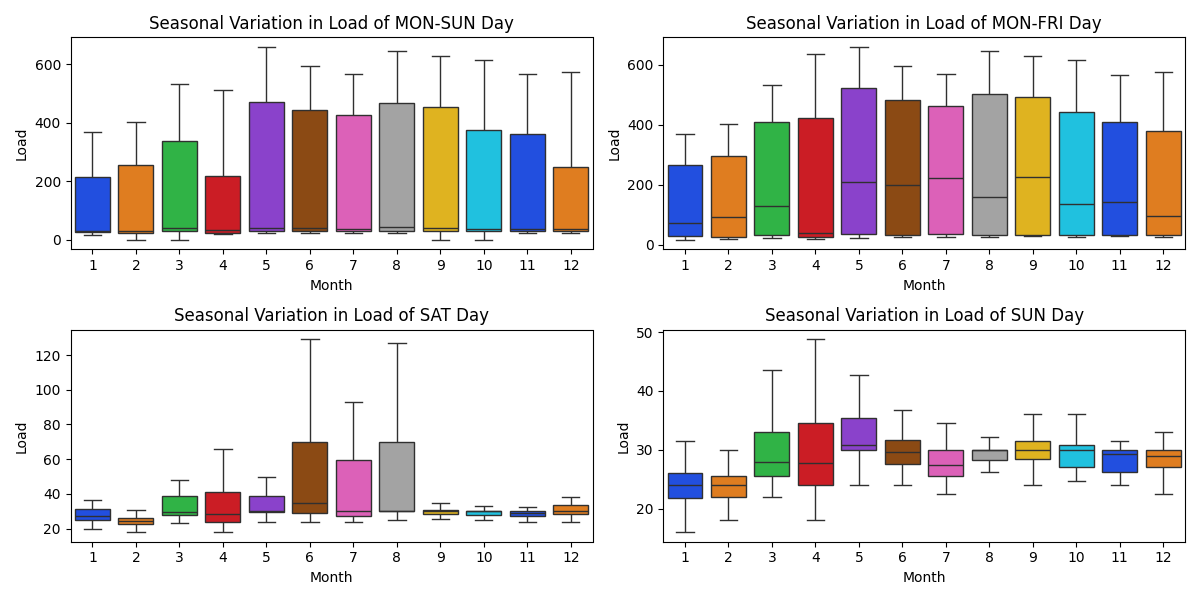 Seasonal Variation in Load of MON-SUN Day
600
400
200
0
Load
1 2 3 4 5 6 7 8 9 10 11 12
Month
Seasonal Variation in Load of MON-FRI Day
600
400
200
0
Load
1 2 3 4 5 6 7 8 9 10 11 12
Month
Seasonal Variation in Load of SAT Day
120
100
80
60
40
20
Load
1 2 3 4 5 6 7 8 9 10 11 12
Month
Seasonal Variation in Load of SUN Day
50
40
30
20
Load
1 2 3 4 5 6 7 8 9 10 11 12
Month